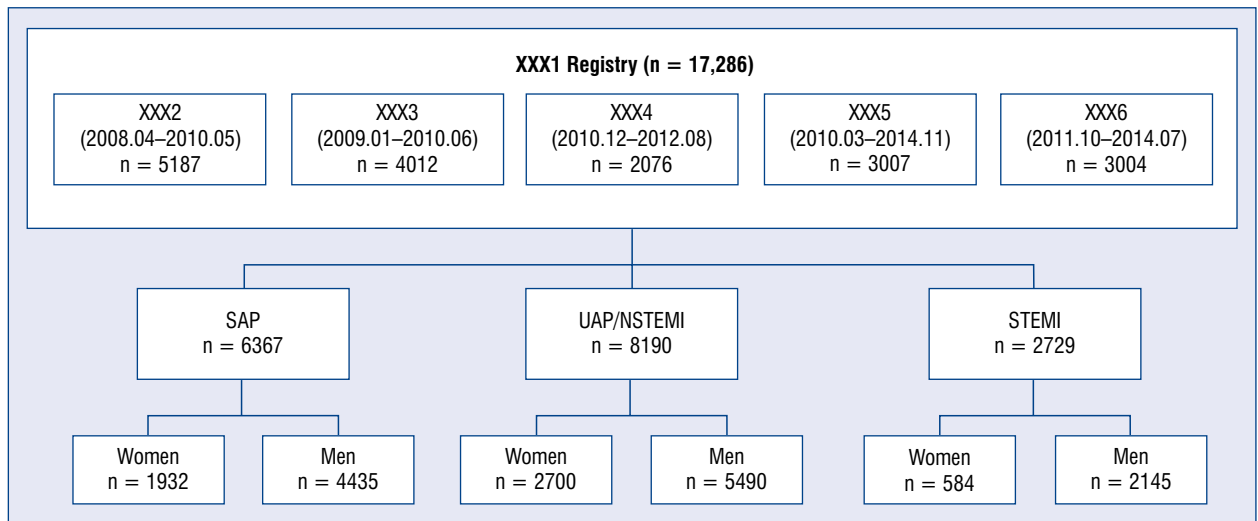 XXX1 Registry (n = 17,286)
XXX2
(2008.04–2010.05)
n = 5187
XXX3
(2009.01–2010.06)
n = 4012
XXX4
(2010.12–2012.08)
n = 2076
XXX5
(2010.03–2014.11)
n = 3007
XXX6
(2011.10–2014.07)
n = 3004
SAP
n = 6367
UAP/NSTEMI
n = 8190
STEMI
n = 2729
Women
n = 1932
Men
n = 4435
Women
n = 2700
Men
n = 5490
Women
n = 584
Men
n = 2145